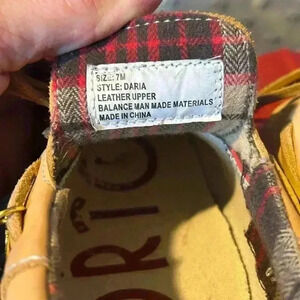 SIZE: 7M
STYLE: DARIA
LEATHER UPPER
BALANCE MAN MADE MATERIALS
MADE IN CHINA